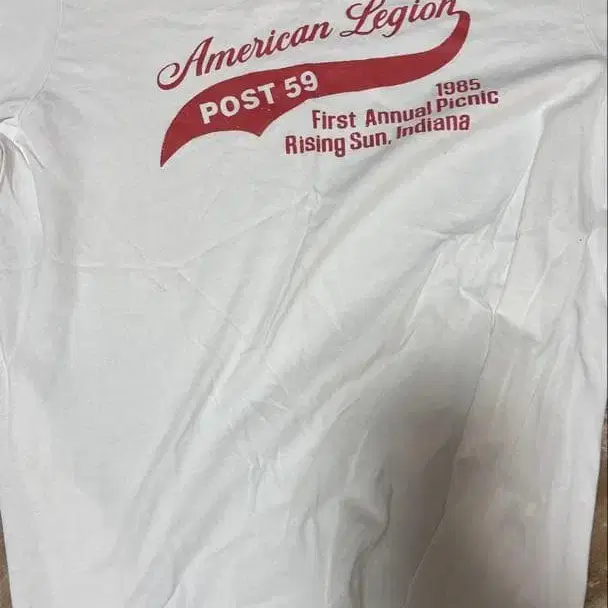 American Legion
POST 59
1985
First Annual Picnic
Rising Sun, Indiana